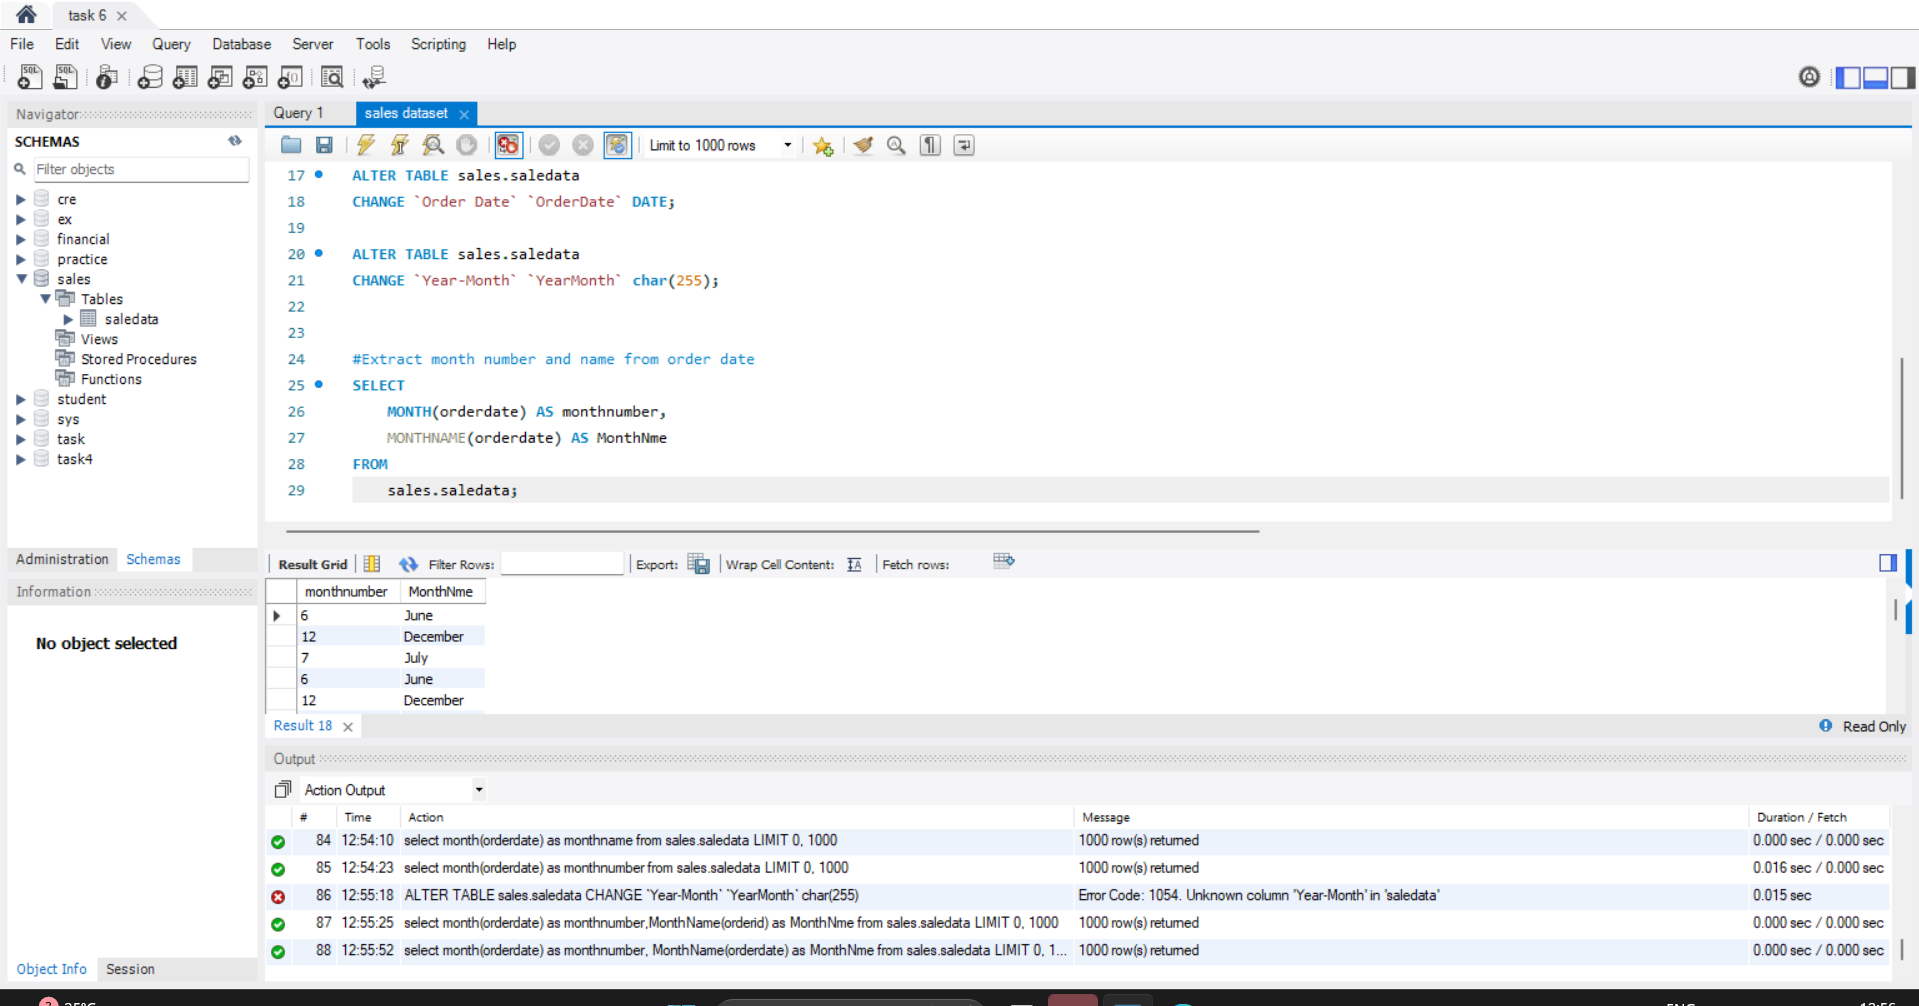 task 6
File Edit View Query Database Server Tools Scripting Help
Navigator
Query 1 sales dataset
SCHEMAS
Filter objects
Limit to 1000 rows
cre
ex
financial
practice
sales
Tables
saledata
Views
Stored Procedures
Functions
student
sys
task
task4
Administration Schemas
Information
No object selected
Object Info Session
17 ALTER TABLE sales.saledata
18 CHANGE `Order Date` `OrderDate` DATE;
19
20 ALTER TABLE sales.saledata
21 CHANGE `Year-Month` `YearMonth` char(255);
22
23
24 #Extract month number and name from order date
25 SELECT
26 MONTH(orderdate) AS monthnumber,
27 MONTHNAME(orderdate) AS MonthNme
28 FROM
29 sales.saledata;
Result Grid Filter Rows: Export: Wrap Cell Content: Fetch rows:
monthnumber MonthNme
6 June
12 December
7 July
6 June
12 December
Result 18 Read Only
Output
Action Output
# Time Action Message Duration / Fetch
84 12:54:10 select month(orderdate) as monthname from sales.saledata LIMIT 0, 1000 1000 row(s) returned 0.000 sec / 0.000 sec
85 12:54:23 select month(orderdate) as monthnumber from sales.saledata LIMIT 0, 1000 1000 row(s) returned 0.016 sec / 0.000 sec
86 12:55:18 ALTER TABLE sales.saledata CHANGE `Year-Month` `YearMonth` char(255) Error Code: 1054. Unknown column 'Year-Month' in 'saledata' 0.015 sec
87 12:55:25 select month(orderdate) as monthnumber,MonthName(orderid) as MonthNme from sales.saledata LIMIT 0, 1000 1000 row(s) returned 0.000 sec / 0.000 sec
88 12:55:52 select month(orderdate) as monthnumber, MonthName(orderdate) as MonthNme from sales.saledata LIMIT 0, 1... 1000 row(s) returned 0.000 sec / 0.000 sec